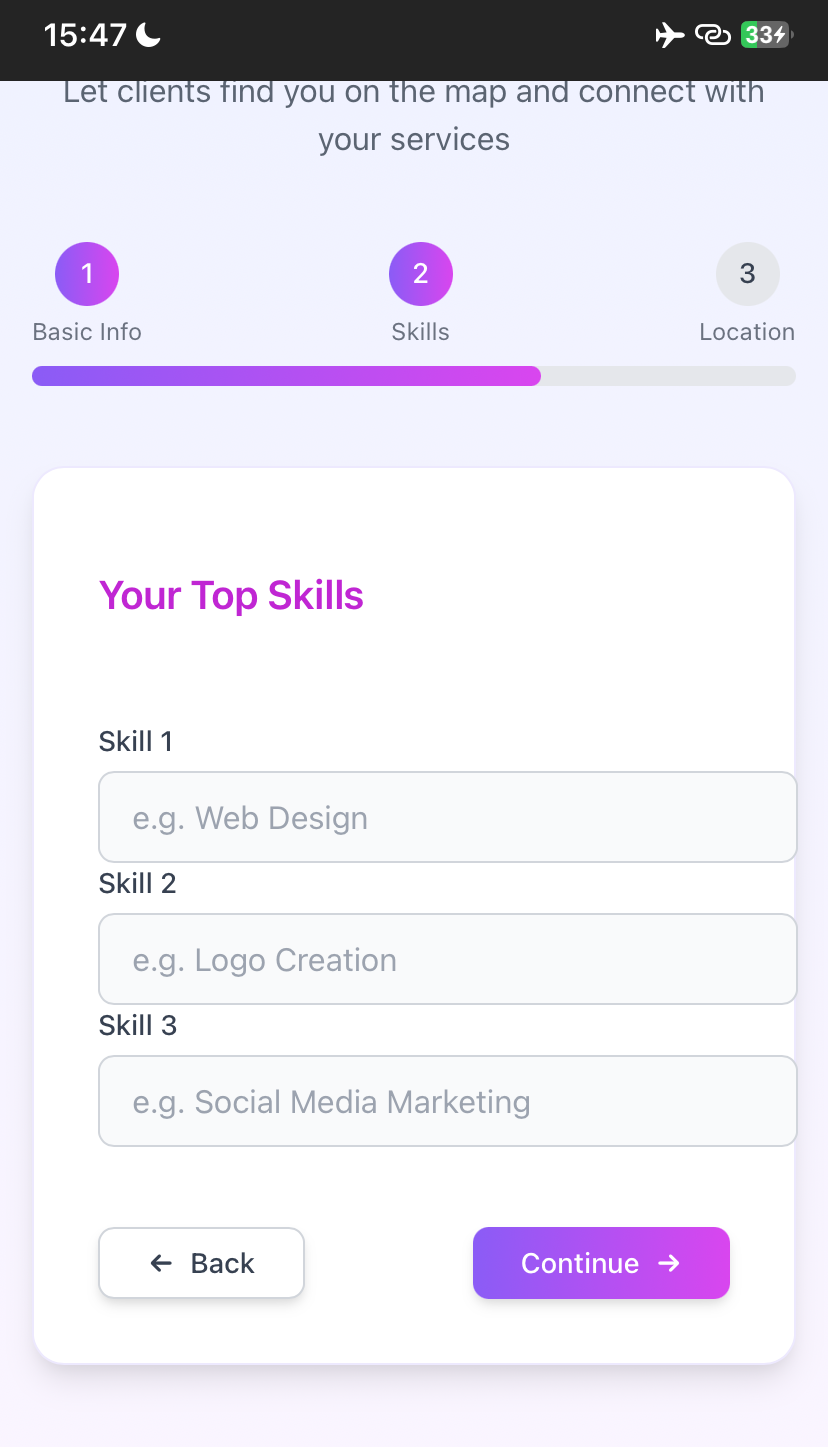 15:47
33
Let clients find you on the map and connect with
your services
1
2
3
Basic Info
Skills
Location
Your Top Skills
Skill 1
e.g. Web Design
Skill 2
e.g. Logo Creation
Skill 3
e.g. Social Media Marketing
← Back
Continue →